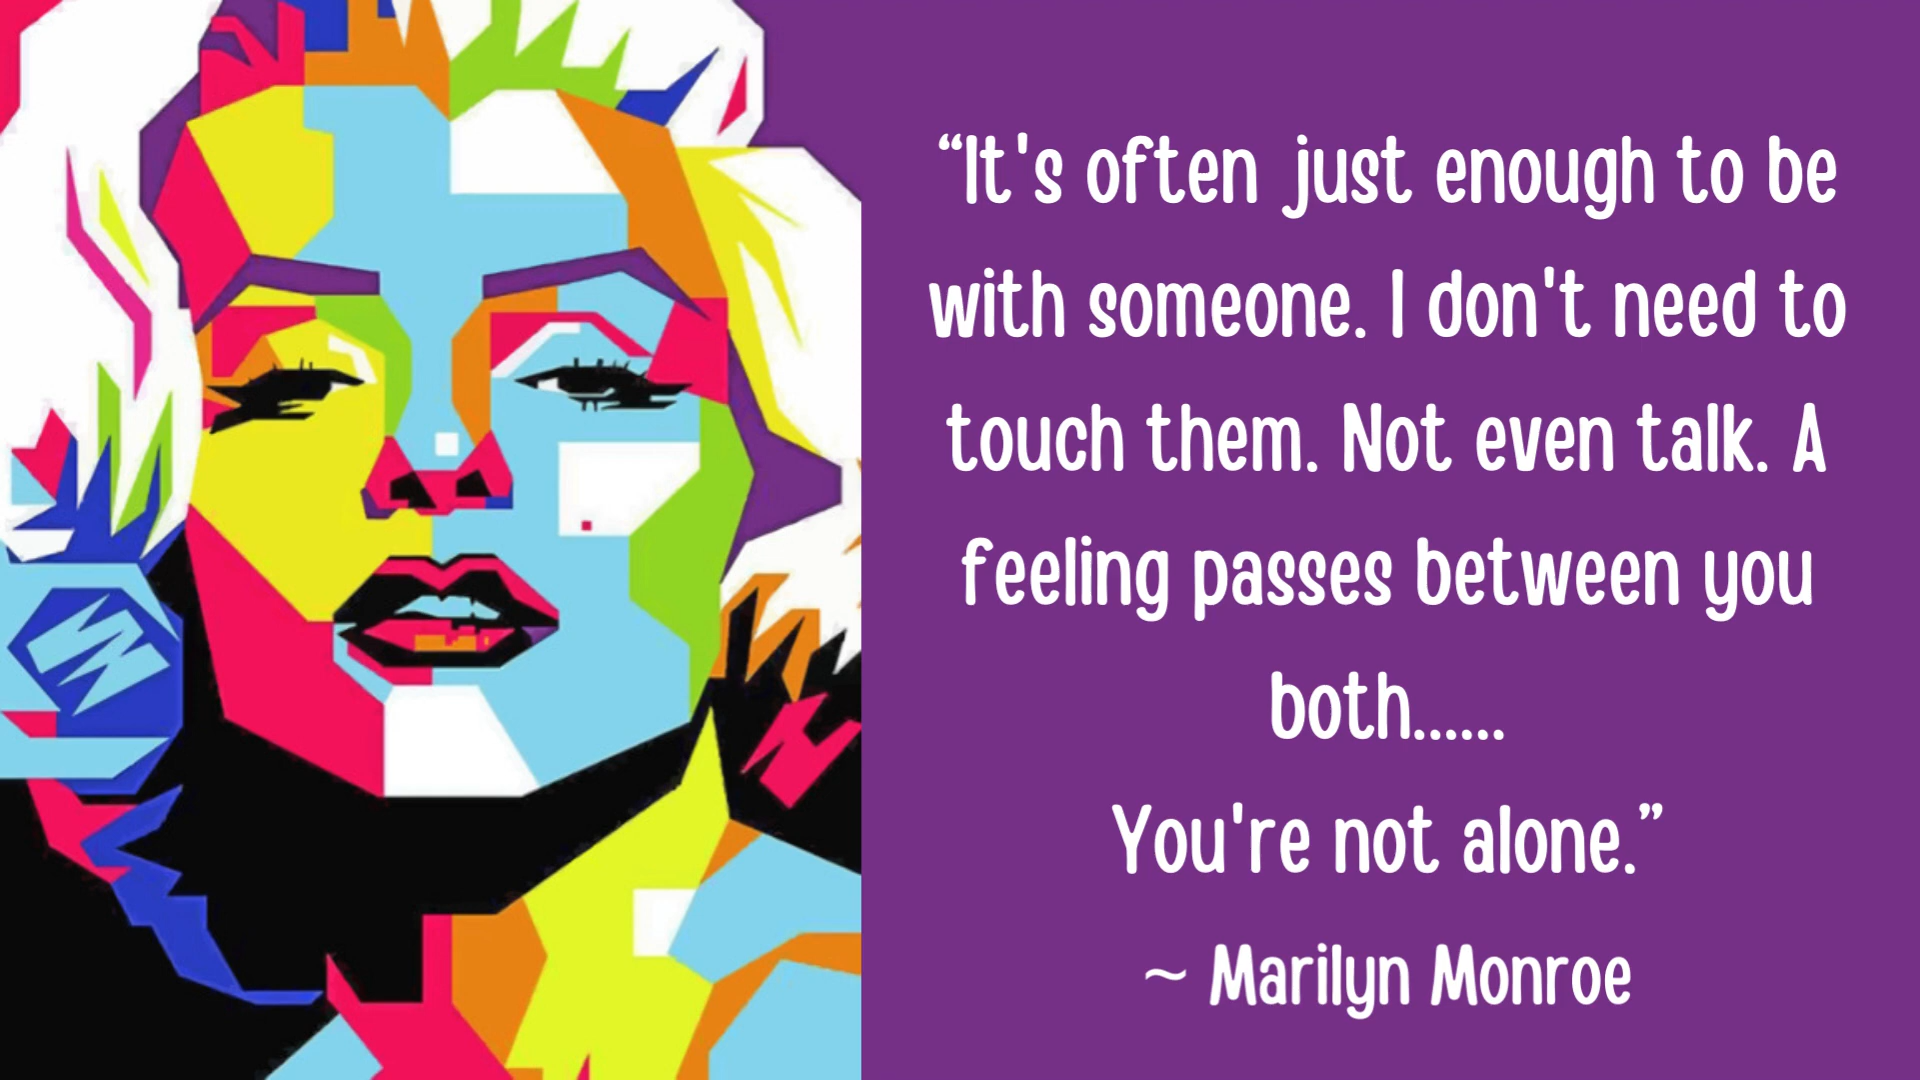 “It's often just enough to be
with someone. I don't need to
touch them. Not even talk. A
feeling passes between you
both......
You're not alone.”
~ Marilyn Monroe